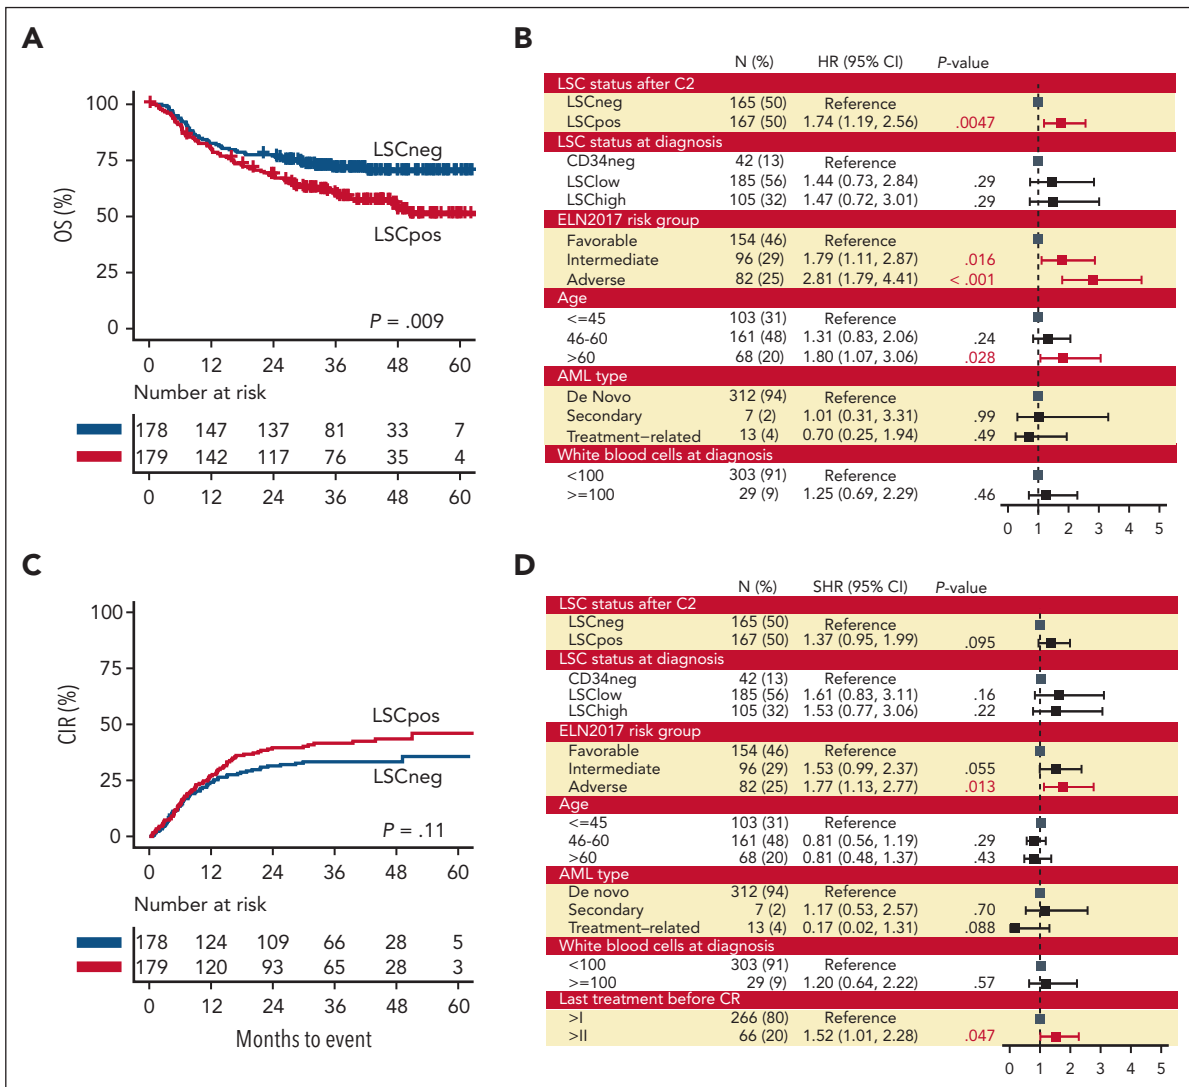 A
100
75
50
25
0
OS (%)
LSCneg
LSCpos
P = .009
0 12 24 36 48 60
Number at risk
178 147 137 81 33 7
179 142 117 76 35 4
0 12 24 36 48 60
B
N (%) HR (95% CI) P-value
LSC status after C2
LSCneg 165 (50) Reference
LSCpos 167 (50) 1.74 (1.19, 2.56) .0047
LSC status at diagnosis
CD34neg 42 (13) Reference
LSClow 185 (56) 1.44 (0.73, 2.84) .29
LSChigh 105 (32) 1.47 (0.72, 3.01) .29
ELN2017 risk group
Favorable 154 (46) Reference
Intermediate 96 (29) 1.79 (1.11, 2.87) .016
Adverse 82 (25) 2.81 (1.79, 4.41) < .001
Age
<=45 103 (31) Reference
46-60 161 (48) 1.31 (0.83, 2.06) .24
>60 68 (20) 1.80 (1.07, 3.06) .028
AML type
De Novo 312 (94) Reference
Secondary 7 (2) 1.01 (0.31, 3.31) .99
Treatment–related 13 (4) 0.70 (0.25, 1.94) .49
White blood cells at diagnosis
<100 303 (91) Reference
>=100 29 (9) 1.25 (0.69, 2.29) .46
0 1 2 3 4 5
C
100
75
50
25
0
CIR (%)
LSCpos
LSCneg
P = .11
0 12 24 36 48 60
Number at risk
178 124 109 66 28 5
179 120 93 65 28 3
0 12 24 36 48 60
Months to event
D
N (%) SHR (95% CI) P-value
LSC status after C2
LSCneg 165 (50) Reference
LSCpos 167 (50) 1.37 (0.95, 1.99) .095
LSC status at diagnosis
CD34neg 42 (13) Reference
LSClow 185 (56) 1.61 (0.83, 3.11) .16
LSChigh 105 (32) 1.53 (0.77, 3.06) .22
ELN2017 risk group
Favorable 154 (46) Reference
Intermediate 96 (29) 1.53 (0.99, 2.37) .055
Adverse 82 (25) 1.77 (1.13, 2.77) .013
Age
<=45 103 (31) Reference
46-60 161 (48) 0.81 (0.56, 1.19) .29
>60 68 (20) 0.81 (0.48, 1.37) .43
AML type
De novo 312 (94) Reference
Secondary 7 (2) 1.17 (0.53, 2.57) .70
Treatment–related 13 (4) 0.17 (0.02, 1.31) .088
White blood cells at diagnosis
<100 303 (91) Reference
>=100 29 (9) 1.20 (0.64, 2.22) .57
Last treatment before CR
>I 266 (80) Reference
>II 66 (20) 1.52 (1.01, 2.28) .047
0 1 2 3 4 5